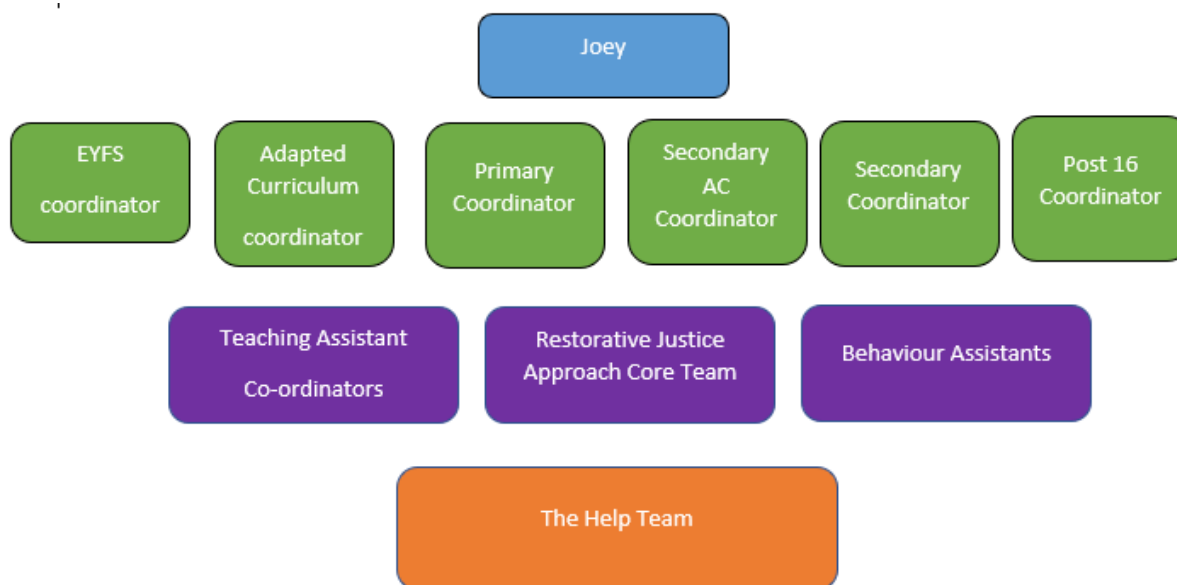 Joey
EYFS
coordinator
Adapted
Curriculum
coordinator
Primary
Coordinator
Secondary
AC
Coordinator
Secondary
Coordinator
Post 16
Coordinator
Teaching Assistant
Co-ordinators
Restorative Justice
Approach Core Team
Behaviour Assistants
The Help Team